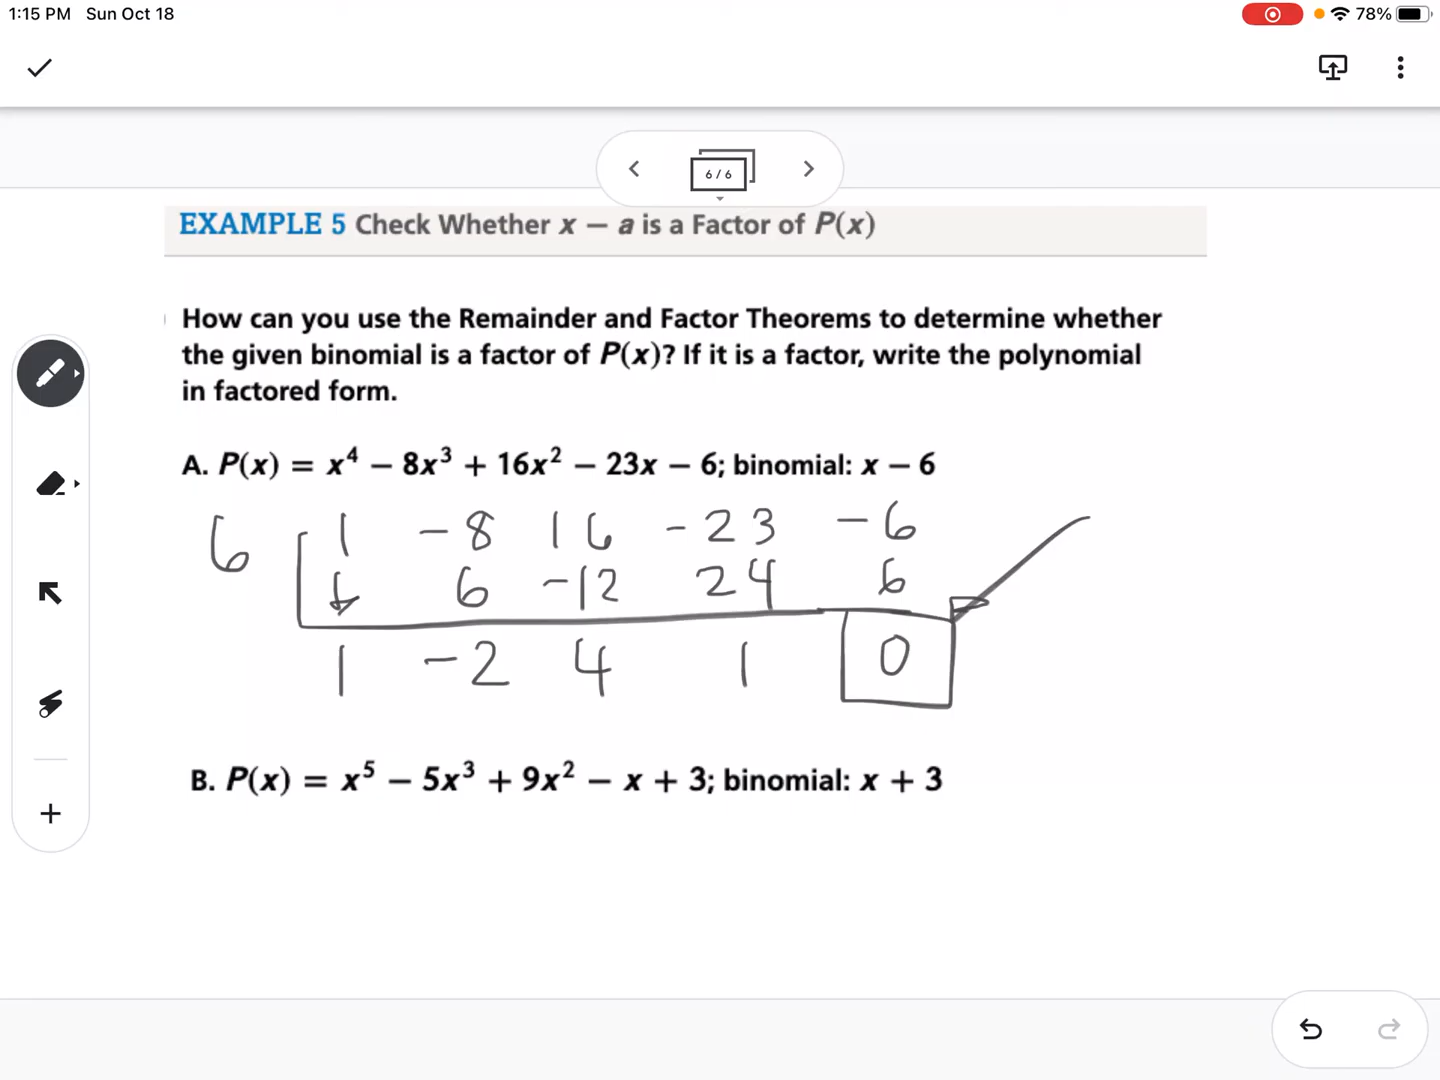 1:15 PM Sun Oct 18 78%
6 / 6
EXAMPLE 5 Check Whether x − a is a Factor of P(x)
How can you use the Remainder and Factor Theorems to determine whether
the given binomial is a factor of P(x)? If it is a factor, write the polynomial
in factored form.
A. P(x) = x⁴ − 8x³ + 16x² − 23x − 6; binomial: x − 6
6 1 -8 16 -23 -6
6 -12 24 6
1 -2 4 1 0
B. P(x) = x⁵ − 5x³ + 9x² − x + 3; binomial: x + 3